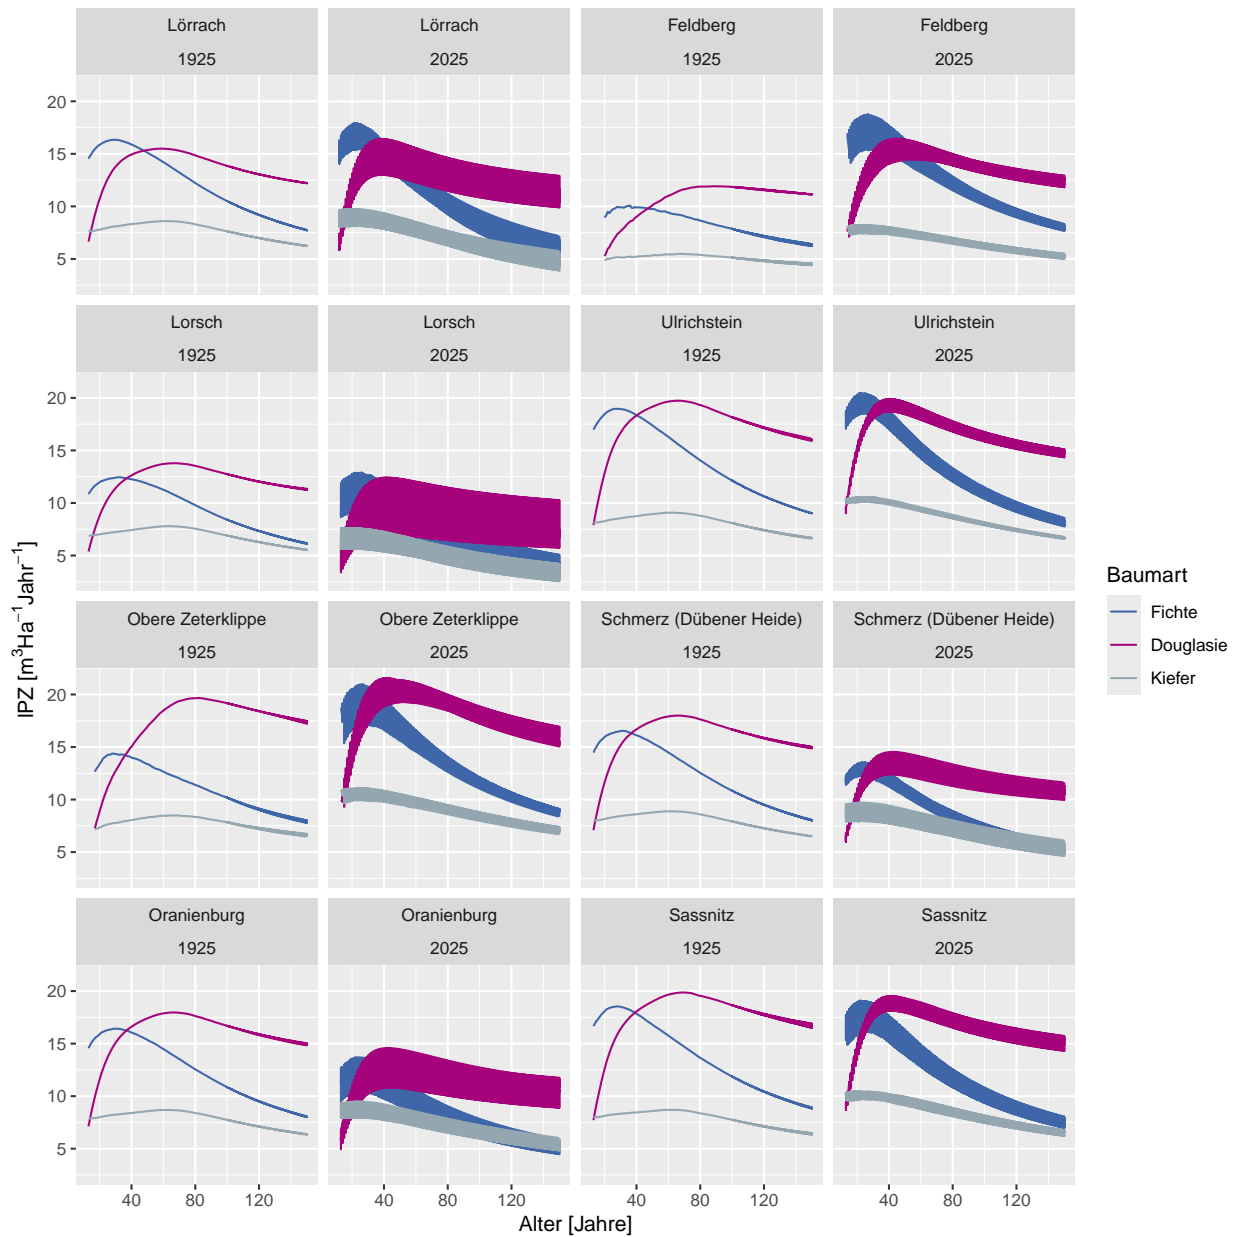 Lörrach
1925
Lörrach
2025
Feldberg
1925
Feldberg
2025
20
15
10
5
Lorsch
1925
Lorsch
2025
Ulrichstein
1925
Ulrichstein
2025
20
15
10
5
Obere Zeterklippe
1925
Obere Zeterklippe
2025
Schmerz (Dübener Heide)
1925
Schmerz (Dübener Heide)
2025
20
15
10
5
Oranienburg
1925
Oranienburg
2025
Sassnitz
1925
Sassnitz
2025
20
15
10
5
40 80 120 40 80 120 40 80 120 40 80 120
Alter [Jahre]
IPZ [m³Ha⁻¹Jahr⁻¹]
Baumart
Fichte
Douglasie
Kiefer